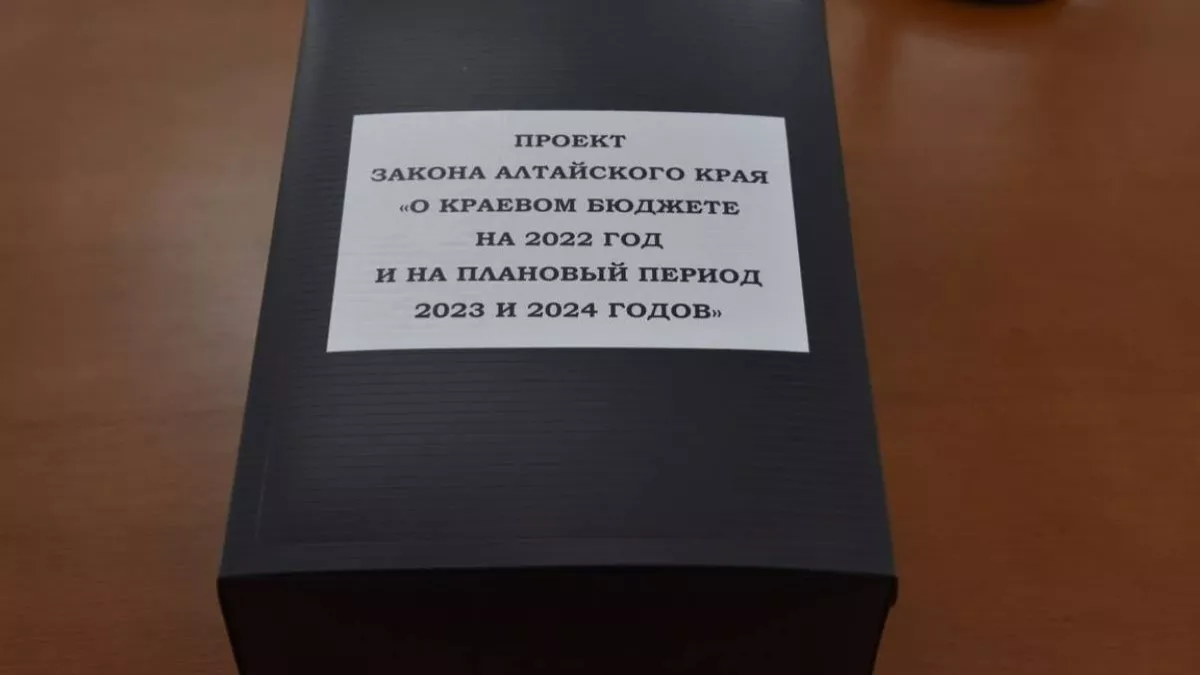 ПРОЕКТ
ЗАКОНА АЛТАЙСКОГО КРАЯ
«О КРАЕВОМ БЮДЖЕТЕ
НА 2022 ГОД
И НА ПЛАНОВЫЙ ПЕРИОД
2023 И 2024 ГОДОВ»